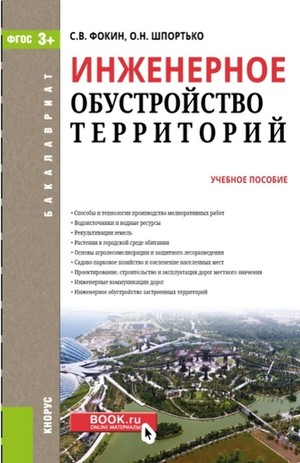 ФГОС 3+
С.В. ФОКИН, О.Н. ШПОРТЬКО
ИНЖЕНЕРНОЕ
ОБУСТРОЙСТВО
ТЕРРИТОРИЙ
БАКАЛАВРИАТ
УЧЕБНОЕ ПОСОБИЕ
• Способы и технология производства мелиоративных работ
• Водоисточники и водные ресурсы
• Рекультивация земель
• Растения в городской среде обитания
• Основы агролесомелиорации и защитного лесоразведения
• Садово-парковое хозяйство и озеленение населенных мест
• Проектирование, строительство и эксплуатация дорог местного значения
• Инженерные коммуникации дорог
• Инженерное обустройство застроенных территорий
КНОРУС
BOOK.ru
ONLINE МАТЕРИАЛЫ